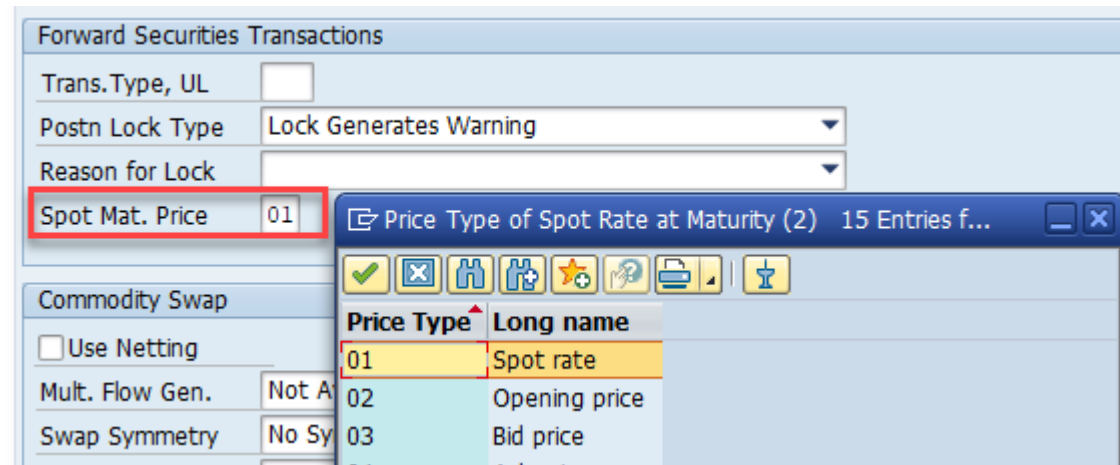 Forward Securities Transactions
Trans.Type, UL
Postn Lock Type Lock Generates Warning
Reason for Lock
Spot Mat. Price 01
Price Type of Spot Rate at Maturity (2) 15 Entries f...
Commodity Swap
Price Type Long name
Use Netting
01 Spot rate
Mult. Flow Gen. Not A
02 Opening price
Swap Symmetry No Sy
03 Bid price